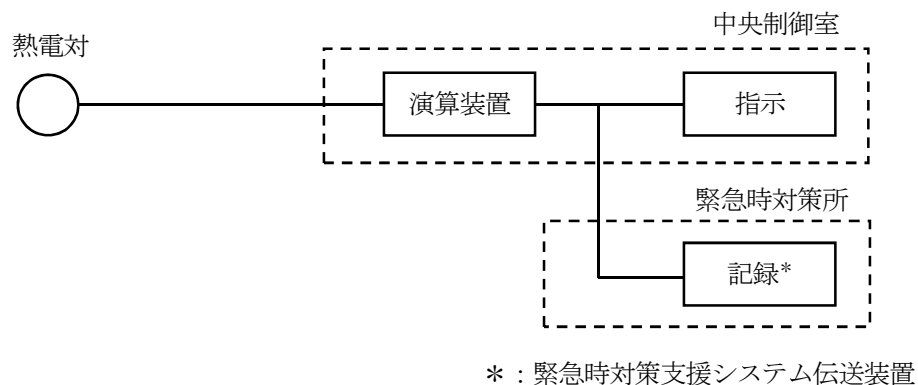 中央制御室
熱電対
演算装置
指示
緊急時対策所
記録*
*：緊急時対策支援システム伝送装置